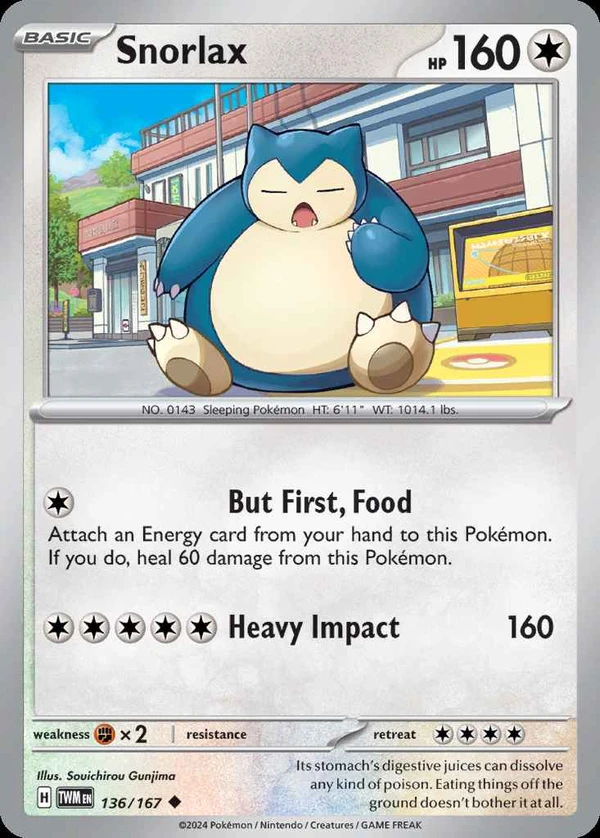 BASIC
Snorlax
HP 160
NO. 0143 Sleeping Pokémon HT: 6'11" WT: 1014.1 lbs.
But First, Food
Attach an Energy card from your hand to this Pokémon.
If you do, heal 60 damage from this Pokémon.
Heavy Impact 160
weakness ×2 resistance retreat
Illus. Souichirou Gunjima
H TWM EN 136/167
Its stomach's digestive juices can dissolve
any kind of poison. Eating things off the
ground doesn't bother it at all.
©2024 Pokémon / Nintendo / Creatures / GAME FREAK